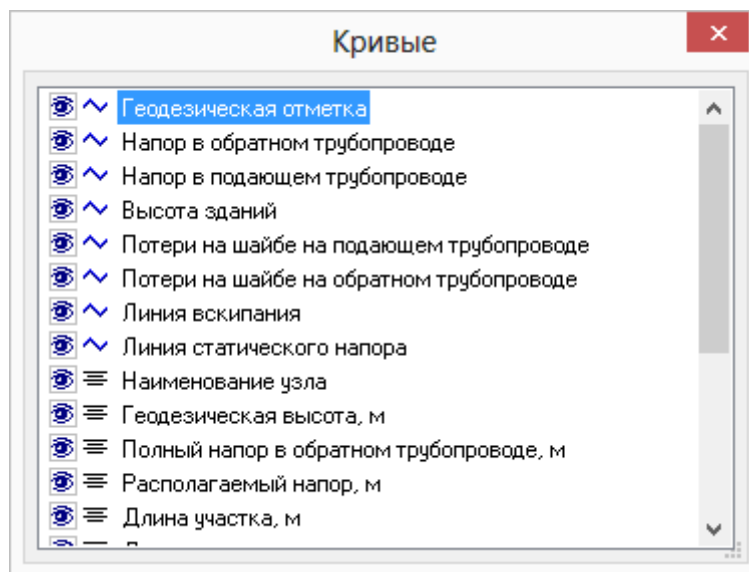 Кривые
Геодезическая отметка
Напор в обратном трубопроводе
Напор в подающем трубопроводе
Высота зданий
Потери на шайбе на подающем трубопроводе
Потери на шайбе на обратном трубопроводе
Линия вскипания
Линия статического напора
Наименование узла
Геодезическая высота, м
Полный напор в обратном трубопроводе, м
Располагаемый напор, м
Длина участка, м